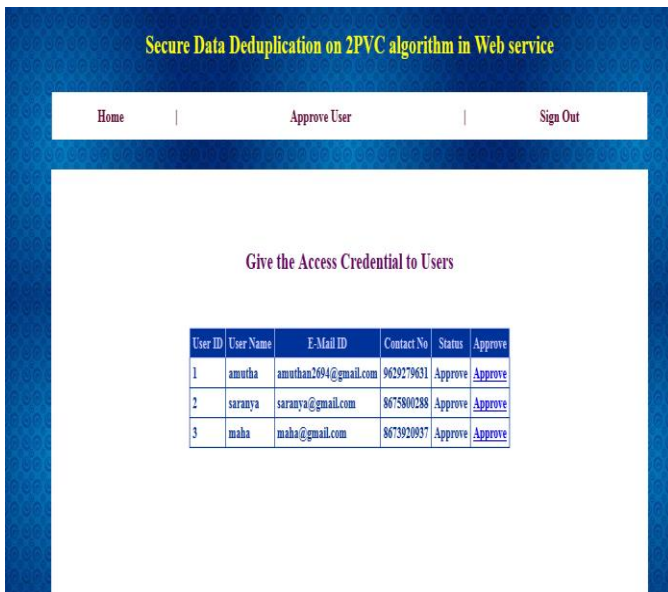 Secure Data Deduplication on 2PVC algorithm in Web service
Home | Approve User | Sign Out
Give the Access Credential to Users
User ID User Name E-Mail ID Contact No Status Approve
1 amutha amuthan2694@gmail.com 9629279631 Approve Approve
2 saranya saranya@gmail.com 8675800288 Approve Approve
3 maha maha@gmail.com 8673920937 Approve Approve